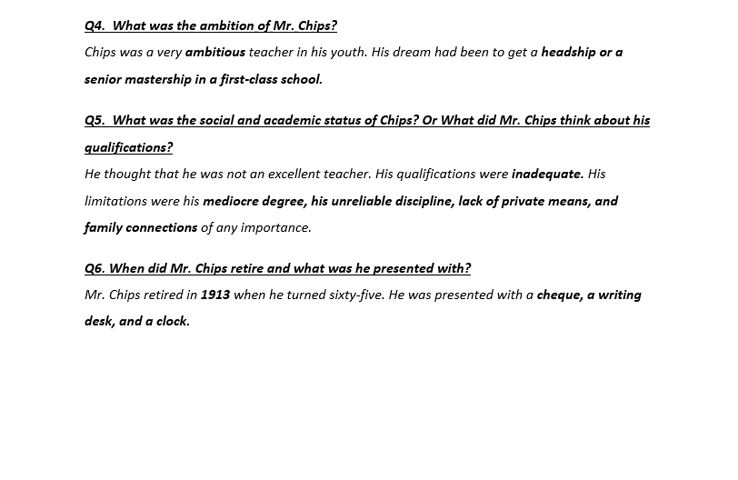 Q4.  What was the ambition of Mr. Chips?
Chips was a very ambitious teacher in his youth. His dream had been to get a headship or a
senior mastership in a first-class school.
Q5.  What was the social and academic status of Chips? Or What did Mr. Chips think about his
qualifications?
He thought that he was not an excellent teacher. His qualifications were inadequate. His
limitations were his mediocre degree, his unreliable discipline, lack of private means, and
family connections of any importance.
Q6. When did Mr. Chips retire and what was he presented with?
Mr. Chips retired in 1913 when he turned sixty-five. He was presented with a cheque, a writing
desk, and a clock.